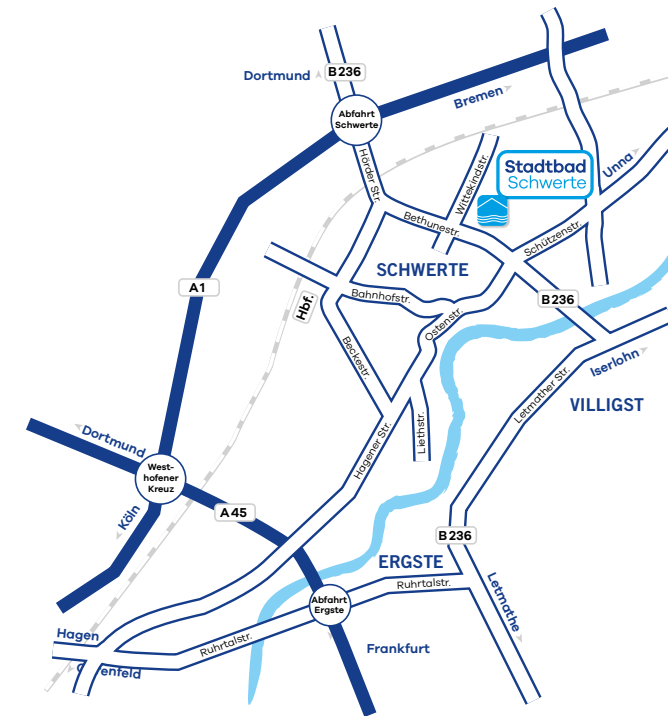 Dortmund
B236
Bremen
Abfahrt
Schwerte
Hörder Str.
Wittekindstr.
Stadtbad
Schwerte
Unna
Bethunestr.
Schützenstr.
SCHWERTE
A1
Hbf.
Bahnhofstr.
B236
Ostenstr.
Beckestr.
Iserlohn
Letmather Str.
VILLIGST
Liethstr.
Hagener Str.
Dortmund
West-
hofener
Kreuz
A45
Köln
B236
ERGSTE
Ruhrtalstr.
Letmathe
Abfahrt
Ergste
Hagen
Ruhrtalstr.
Frankfurt